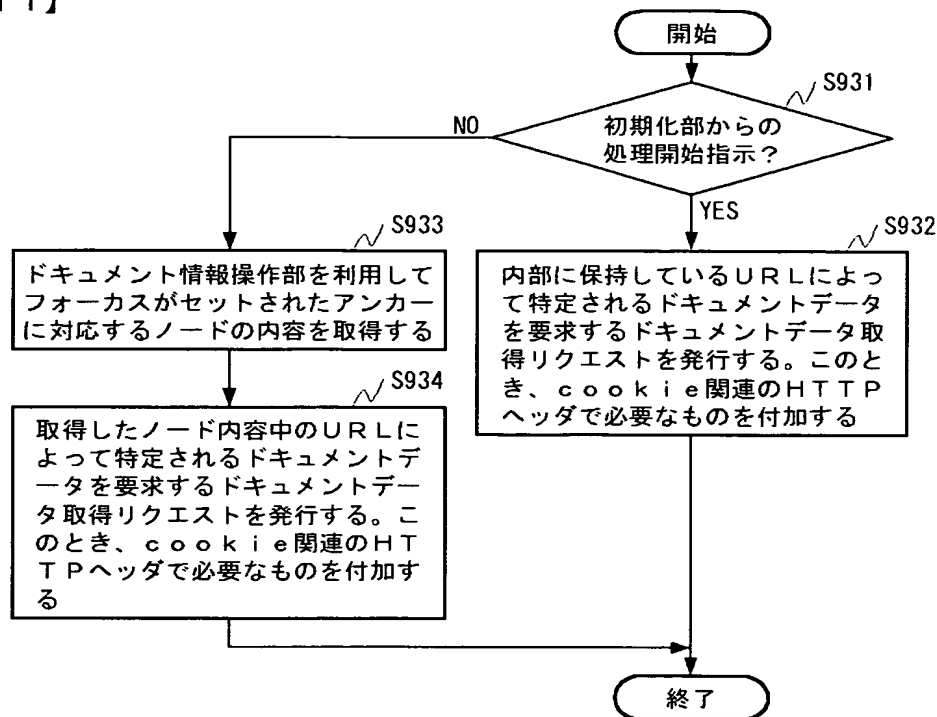 開始
S931
初期化部からの
処理開始指示？
NO
YES
S933
ドキュメント情報操作部を利用して
フォーカスがセットされたアンカー
に対応するノードの内容を取得する
S932
内部に保持しているＵＲＬによっ
て特定されるドキュメントデータ
を要求するドキュメントデータ取
得リクエストを発行する。このと
き、ｃｏｏｋｉｅ関連のＨＴＴＰ
ヘッダで必要なものを付加する
S934
取得したノード内容中のＵＲＬに
よって特定されるドキュメントデ
ータを要求するドキュメントデー
タ取得リクエストを発行する。こ
のとき、ｃｏｏｋｉｅ関連のＨＴ
ＴＰヘッダで必要なものを付加す
る
終了